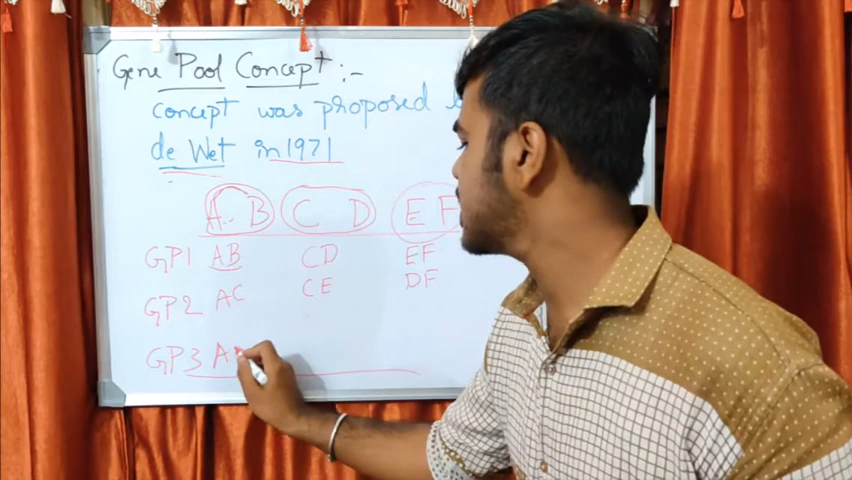 Gene Pool Concept :-
concept was proposed
de Wet in 1971
A B C D E F
GP1 AB CD EF
GP2 AC CE DF
GP3 A